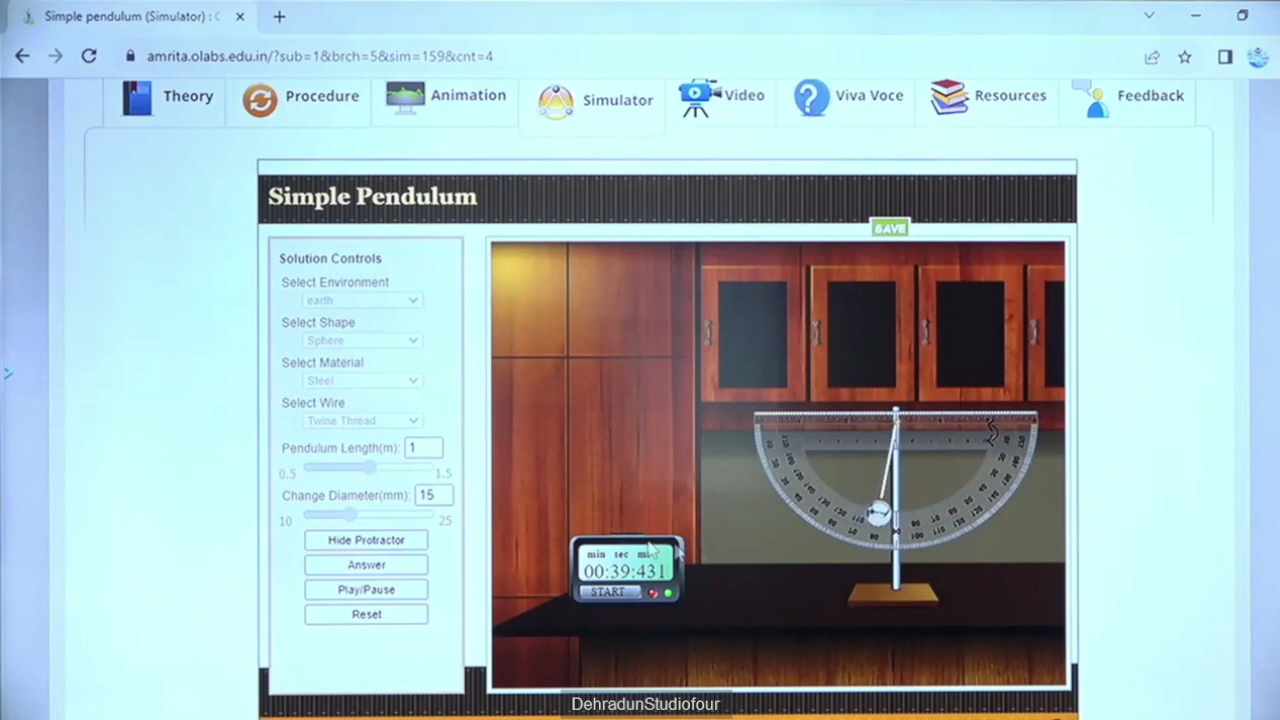 Simple pendulum (Simulator) : C
amrita.olabs.edu.in/?sub=1&brch=5&sim=159&cnt=4
Theory
Procedure
Animation
Simulator
Video
Viva Voce
Resources
Feedback
Simple Pendulum
SAVE
Solution Controls
Select Environment
earth
Select Shape
Sphere
Select Material
Steel
Select Wire
Twine Thread
Pendulum Length(m): 1
0.5 1.5
Change Diameter(mm): 15
10 25
Hide Protractor
Answer
Play/Pause
Reset
min sec
00:39:431
START
DehradunStudiofour